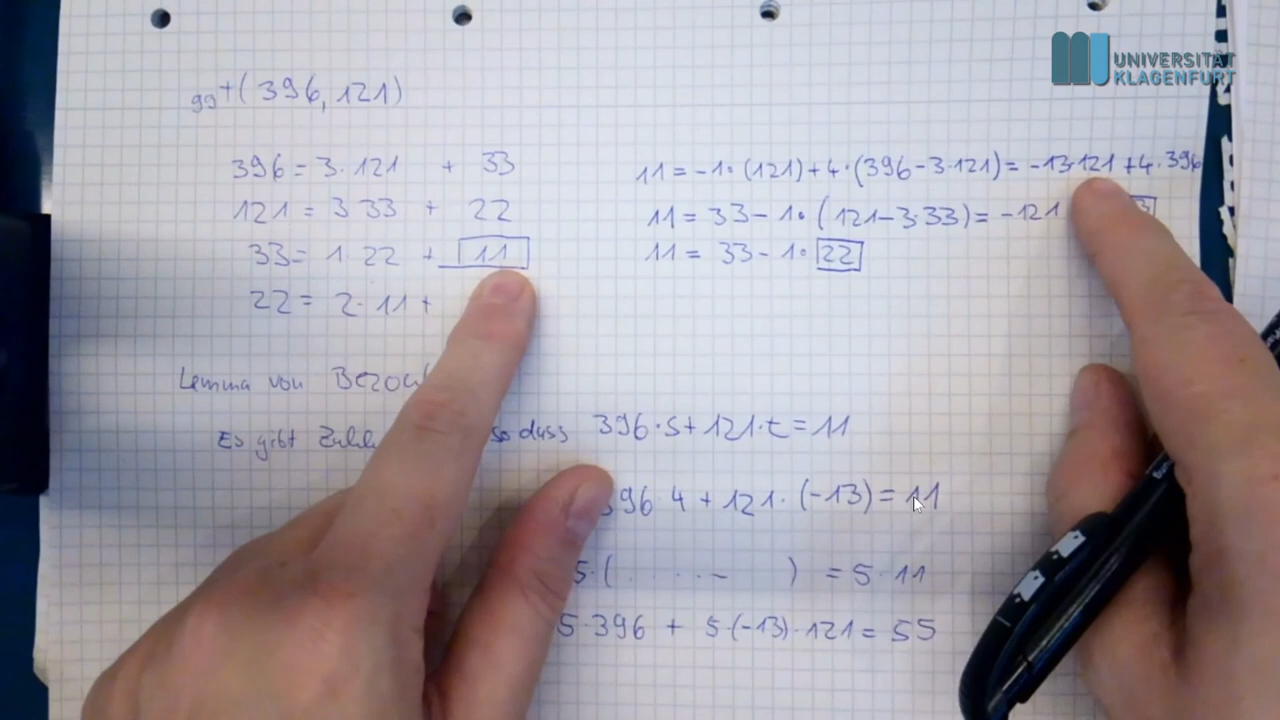 UNIVERSITÄT
KLAGENFURT
ggT(396, 121)
396 = 3·121 + 33
121 = 3 33 + 22
33 = 1·22 + 11
22 = 2·11 +
11 = -1·(121)+4·(396-3·121) = -13·121 +4·396
11 = 33 - 1·(121-3·33) = -121
11 = 33 - 1·22
Lemma von
Es gibt so dass 396·s+121·t=11
396 4 + 121·(-13) = 11
5·( ) = 5·11
5·396 + 5·(-13)·121 = 55